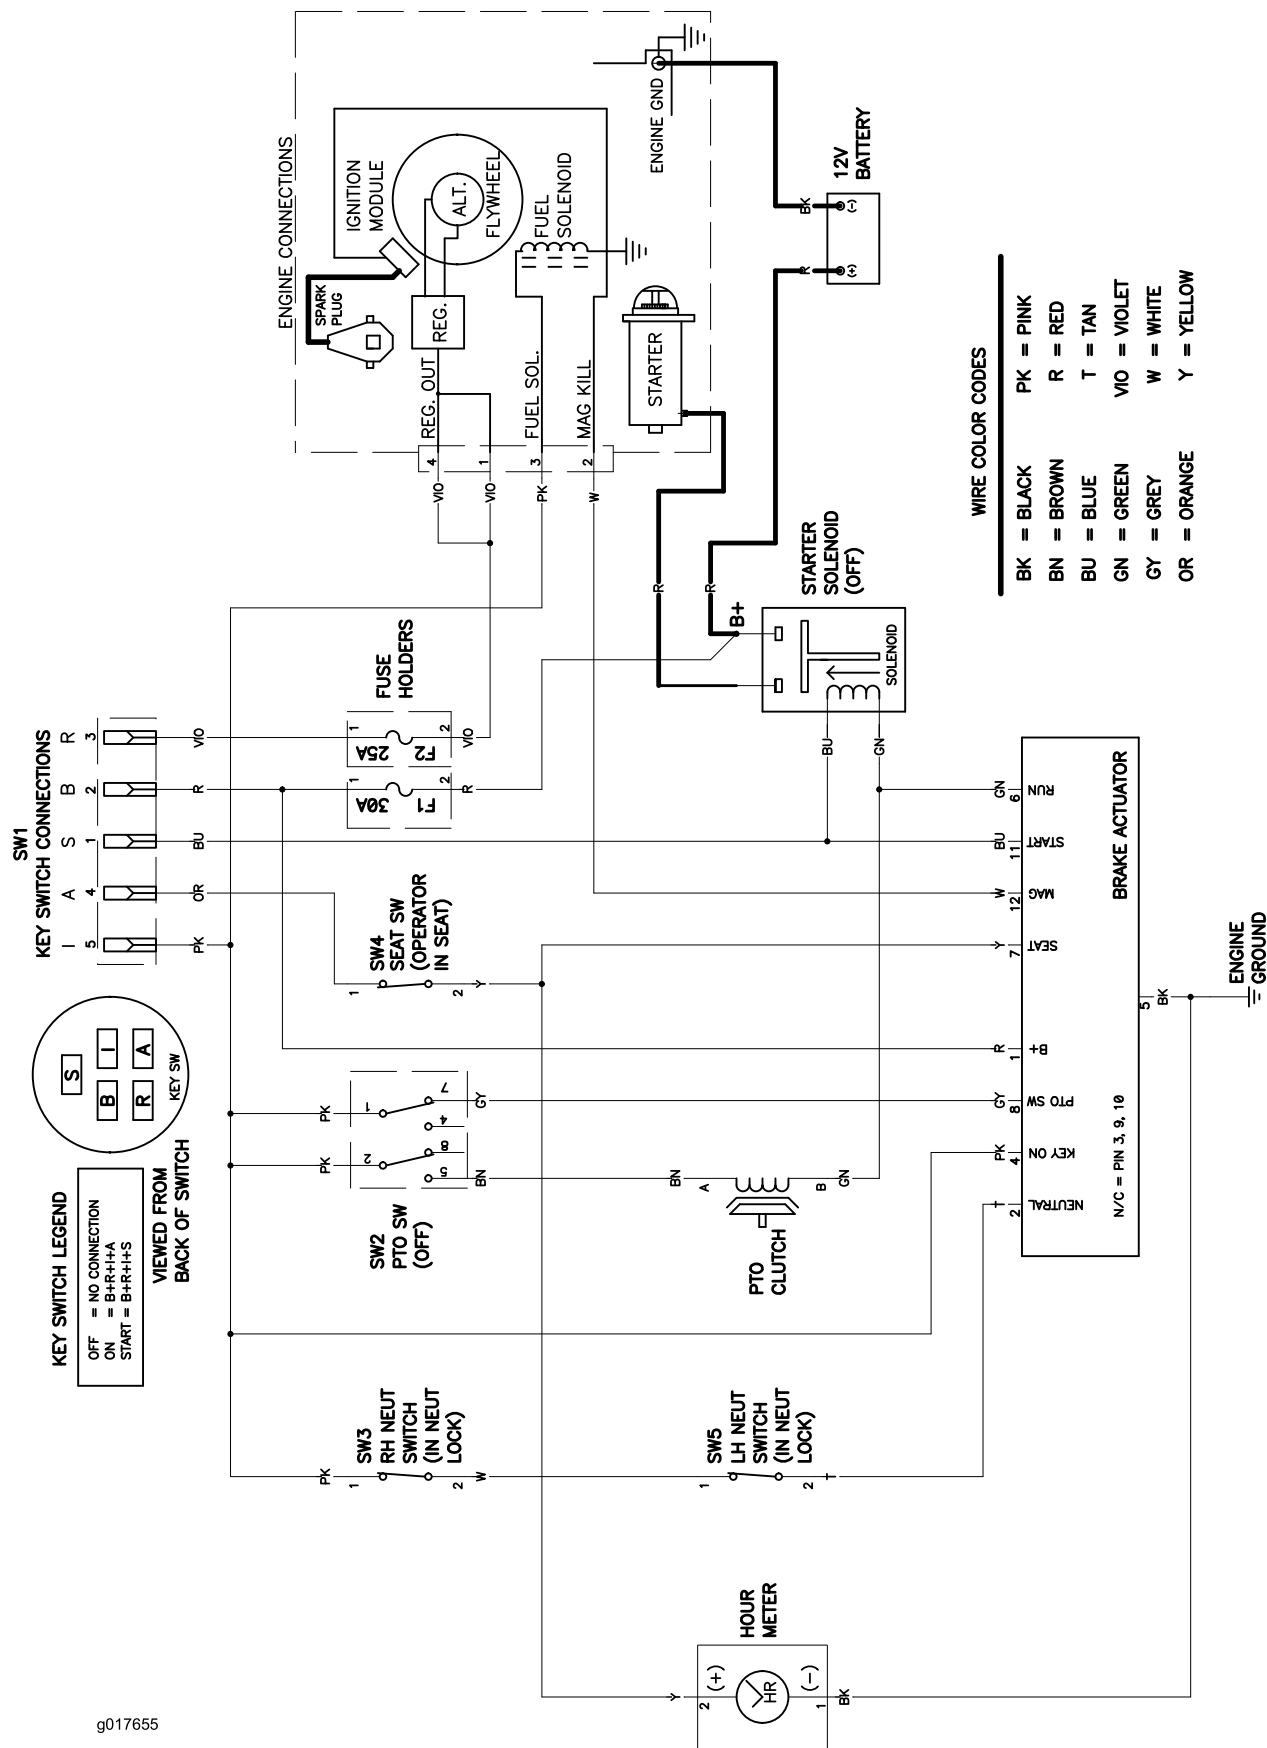 ENGINE CONNECTIONS
SPARK
PLUG
IGNITION
MODULE
ALT.
FLYWHEEL
FUEL
SOLENOID
REG.
ENGINE GND
REG. OUT
FUEL SOL.
MAG KILL
STARTER
4
1
3
2
VIO
VIO
PK
W
12V
BATTERY
BK
(-)
R
(+)
SW1
KEY SWITCH CONNECTIONS
I
A
S
B
R
5
4
1
2
3
PK
OR
BU
R
VIO
FUSE
HOLDERS
1
25A
F2
2
VIO
1
30A
F1
2
R
R
R
B+
STARTER
SOLENOID
(OFF)
SOLENOID
BU
GN
WIRE COLOR CODES
BK = BLACK
BN = BROWN
BU = BLUE
GN = GREEN
GY = GREY
OR = ORANGE
PK = PINK
R = RED
T = TAN
VIO = VIOLET
W = WHITE
Y = YELLOW
S
B
I
R
A
KEY SW
VIEWED FROM
BACK OF SWITCH
KEY SWITCH LEGEND
OFF = NO CONNECTION
ON = B+R+I+A
START = B+R+I+S
SW4
SEAT SW
(OPERATOR
IN SEAT)
1
2
Y
SW2
PTO SW
(OFF)
PK
1
7
4
GY
PK
2
8
5
BN
PTO
CLUTCH
BN
A
B
GN
SW3
RH NEUT
SWITCH
(IN NEUT
LOCK)
PK
1
2
W
SW5
LH NEUT
SWITCH
(IN NEUT
LOCK)
1
2
T
BRAKE ACTUATOR
N/C = PIN 3, 9, 10
GN
6
RUN
BU
11
START
W
12
MAG
Y
7
SEAT
R
1
B+
GY
8
PTO SW
PK
4
KEY ON
T
2
NEUTRAL
5
BK
ENGINE
GROUND
HOUR
METER
Y
2
(+)
HR
(-)
1
BK
g017655